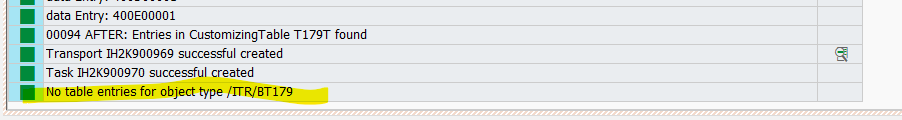 data Entry: 400E00001
00094 AFTER: Entries in CustomizingTable T179T found
Transport IH2K900969 successful created
Task IH2K900970 successful created
No table entries for object type /ITR/BT179